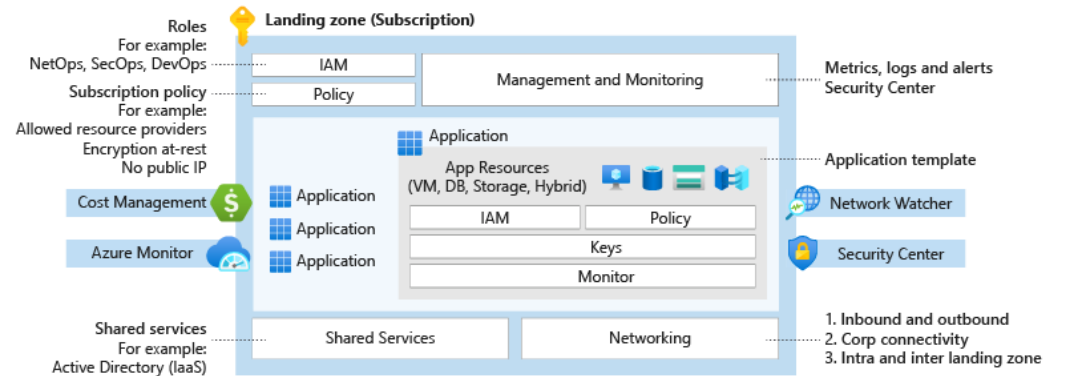 Landing zone (Subscription)
Roles
For example:
NetOps, SecOps, DevOps
IAM
Management and Monitoring
Metrics, logs and alerts
Security Center
Subscription policy
For example:
Allowed resource providers
Encryption at-rest
No public IP
Policy
Application
App Resources
(VM, DB, Storage, Hybrid)
Application template
IAM
Policy
Keys
Monitor
Application
Application
Application
Cost Management
Azure Monitor
Network Watcher
Security Center
Shared services
For example:
Active Directory (IaaS)
Shared Services
Networking
1. Inbound and outbound
2. Corp connectivity
3. Intra and inter landing zone